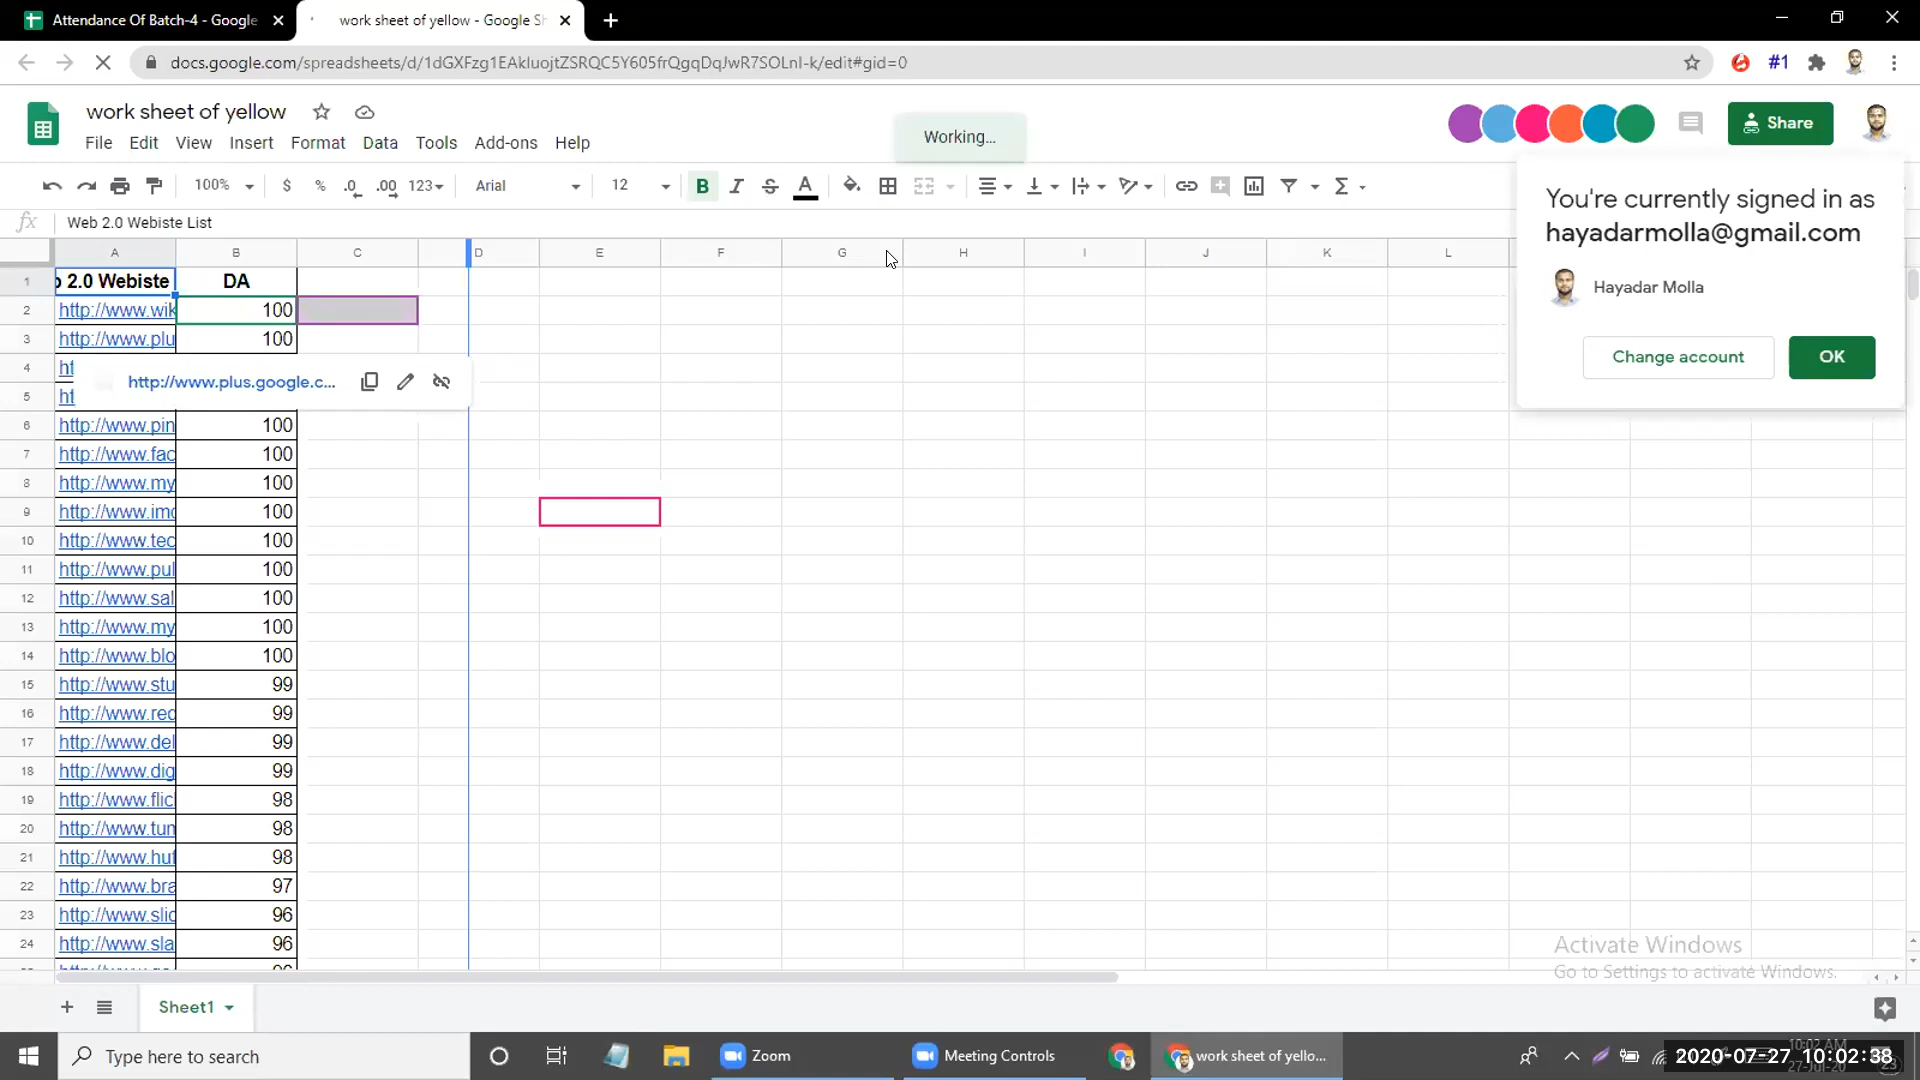 Attendance Of Batch-4 - Google
work sheet of yellow - Google Sh
docs.google.com/spreadsheets/d/1dGXFzg1EAkIuojtZSRQC5Y605frQgqDqJwR7SOLnI-k/edit#gid=0
#1
work sheet of yellow
Working...
Share
File Edit View Insert Format Data Tools Add-ons Help
100% $ % .0 .00 123 Arial 12 B I S A Σ
You're currently signed in as
hayadarmolla@gmail.com
Hayadar Molla
Change account OK
fx Web 2.0 Webiste List
A B C D E F G H I J K L
1 2.0 Webiste DA
2 http://www.wik 100
3 http://www.plu 100
4 ht
http://www.plus.google.c...
5 ht
6 http://www.pin 100
7 http://www.fac 100
8 http://www.my 100
9 http://www.imo 100
10 http://www.tec 100
11 http://www.pul 100
12 http://www.sal 100
13 http://www.my 100
14 http://www.blo 100
15 http://www.stu 99
16 http://www.red 99
17 http://www.del 99
18 http://www.dig 99
19 http://www.flic 98
20 http://www.tun 98
21 http://www.huf 98
22 http://www.bra 97
23 http://www.slic 96
24 http://www.sla 96
Activate Windows
Go to Settings to activate Windows.
Sheet1
Type here to search
Zoom
Meeting Controls
work sheet of yello...
10:02 AM
2020-07-27 10:02:38
27-Jul-20
23